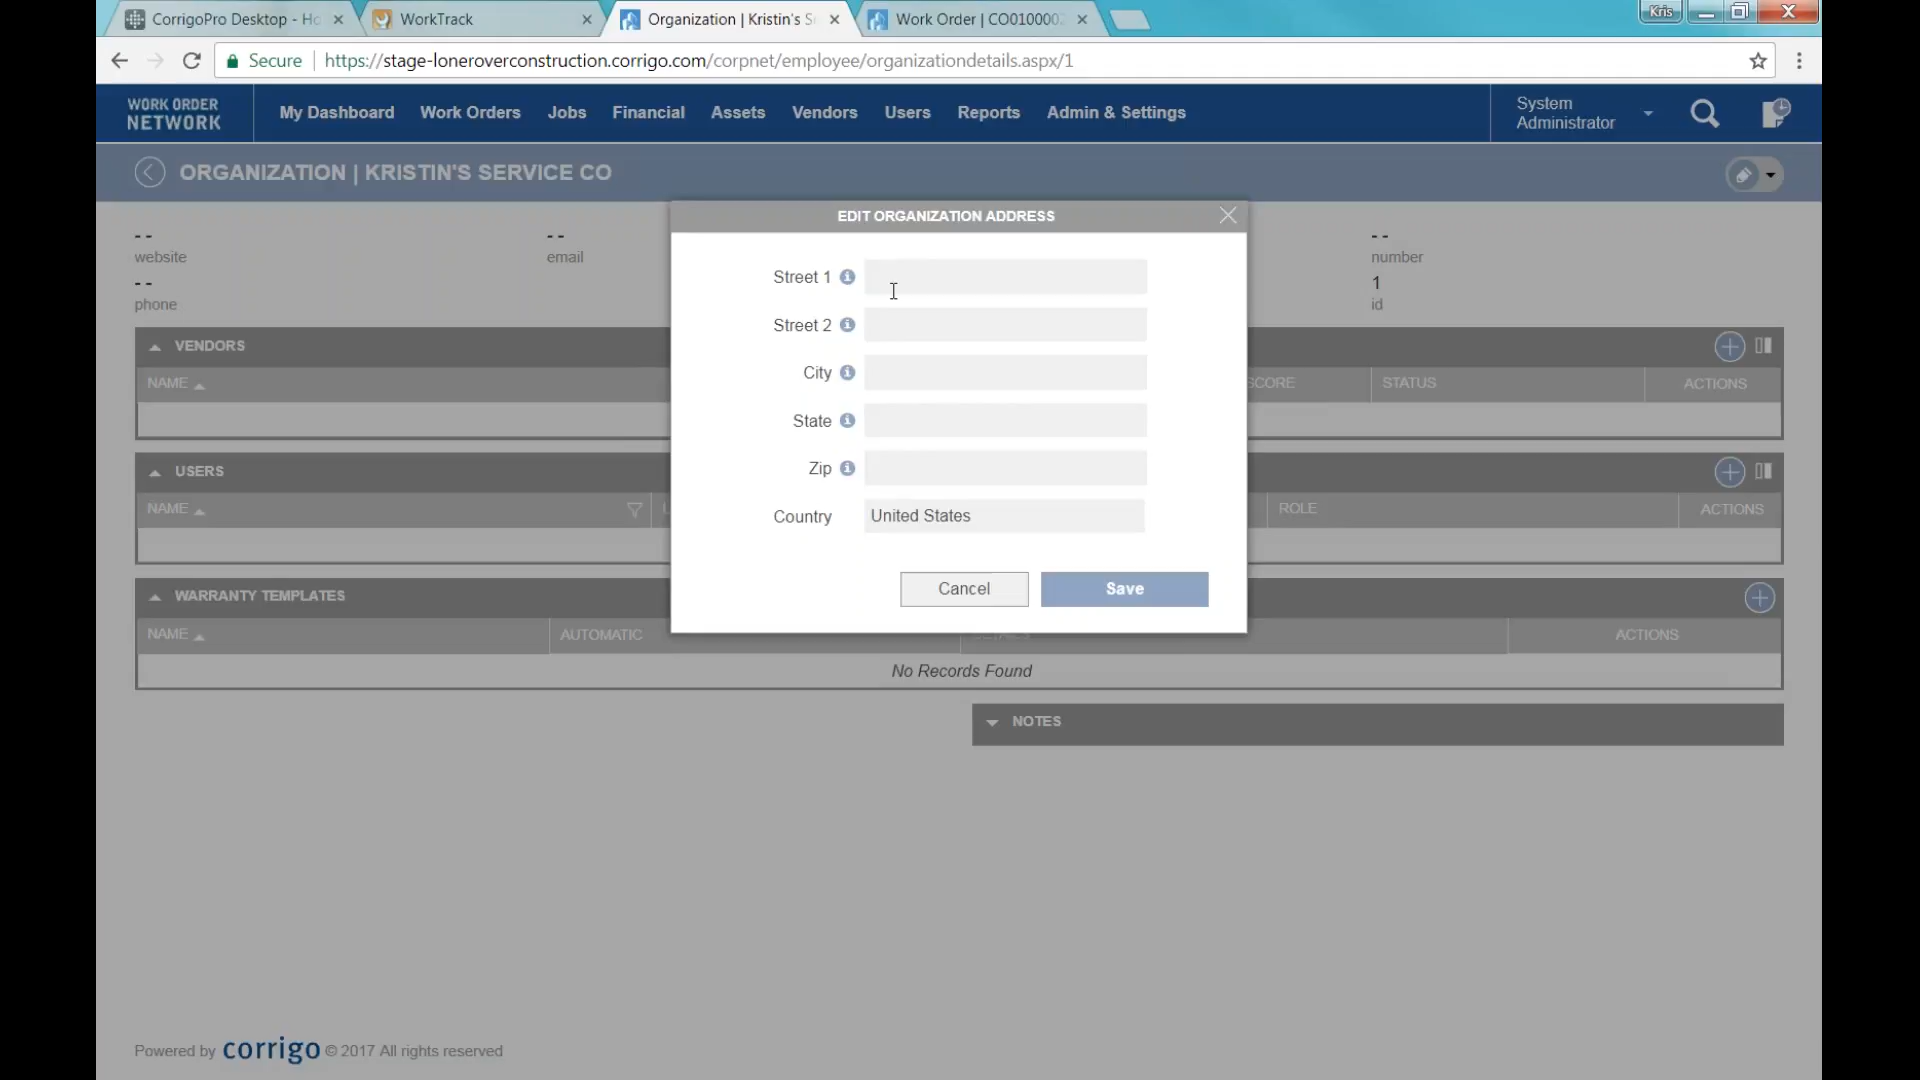 CorrigoPro Desktop - Ho
WorkTrack
Organization | Kristin's S
Work Order | CO010000
Kris
Secure
https://stage-loneroverconstruction.corrigo.com/corpnet/employee/organizationdetails.aspx/1
WORK ORDER
NETWORK
My Dashboard
Work Orders
Jobs
Financial
Assets
Vendors
Users
Reports
Admin & Settings
System
Administrator
ORGANIZATION | KRISTIN'S SERVICE CO
EDIT ORGANIZATION ADDRESS
- -
website
- -
email
- -
number
- -
phone
1
id
Street 1
Street 2
City
State
Zip
Country
United States
Cancel
Save
VENDORS
NAME
SCORE
STATUS
ACTIONS
USERS
NAME
ROLE
ACTIONS
WARRANTY TEMPLATES
NAME
AUTOMATIC
DETAILS
ACTIONS
No Records Found
NOTES
Powered by corrigo © 2017 All rights reserved